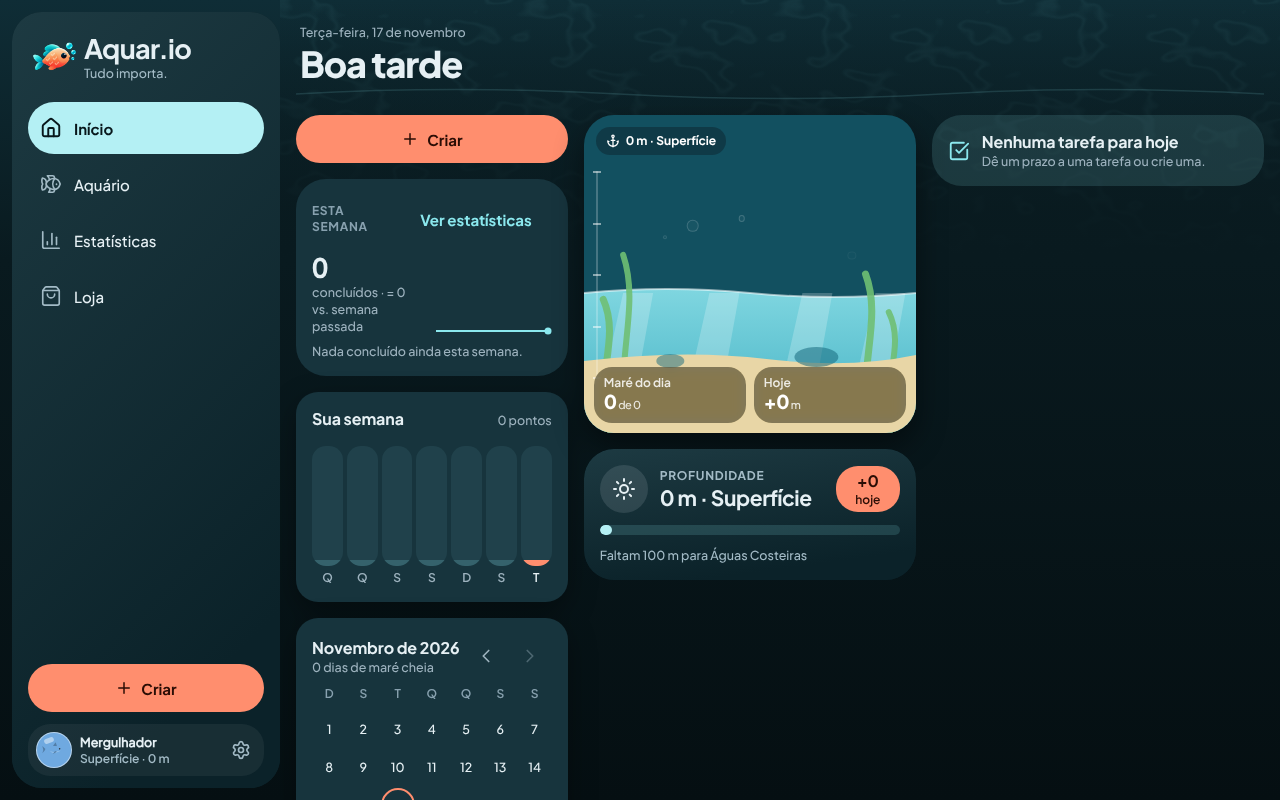 Aquar.io
Tudo importa.
Início
Aquário
Estatísticas
Loja
Criar
Mergulhador
Superfície · 0 m
Terça-feira, 17 de novembro
Boa tarde
Criar
ESTA
SEMANA
Ver estatísticas
0
concluídos · = 0
vs. semana
passada
Nada concluído ainda esta semana.
Sua semana
0 pontos
Q Q S S D S T
Novembro de 2026
0 dias de maré cheia
D S T Q Q S S
1 2 3 4 5 6 7
8 9 10 11 12 13 14
0 m · Superfície
Maré do dia
0 de 0
Hoje
+0 m
PROFUNDIDADE
0 m · Superfície
+0
hoje
Faltam 100 m para Águas Costeiras
Nenhuma tarefa para hoje
Dê um prazo a uma tarefa ou crie uma.